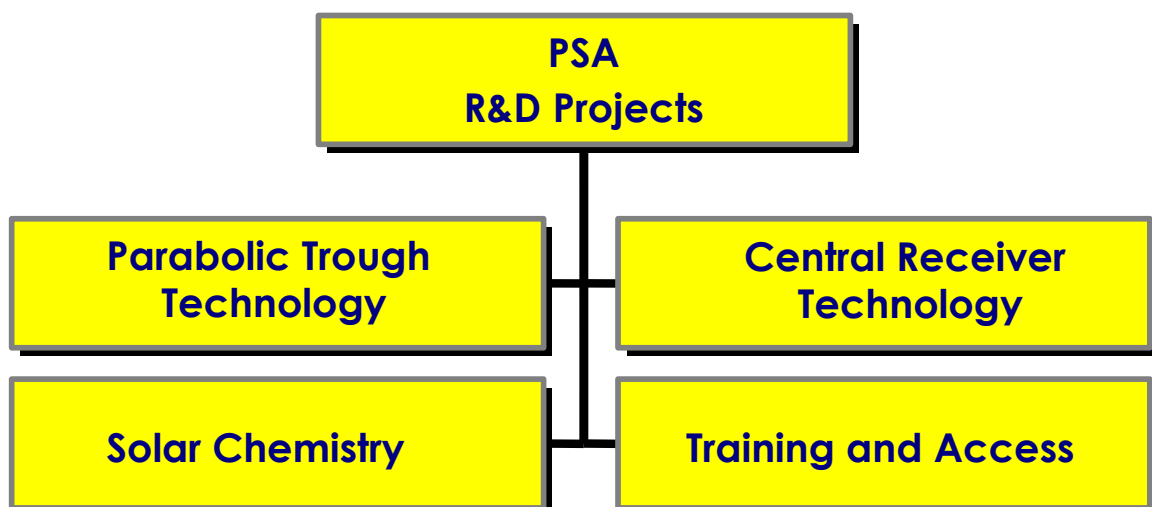 PSA
R&D Projects
Parabolic Trough
Technology
Central Receiver
Technology
Solar Chemistry
Training and Access